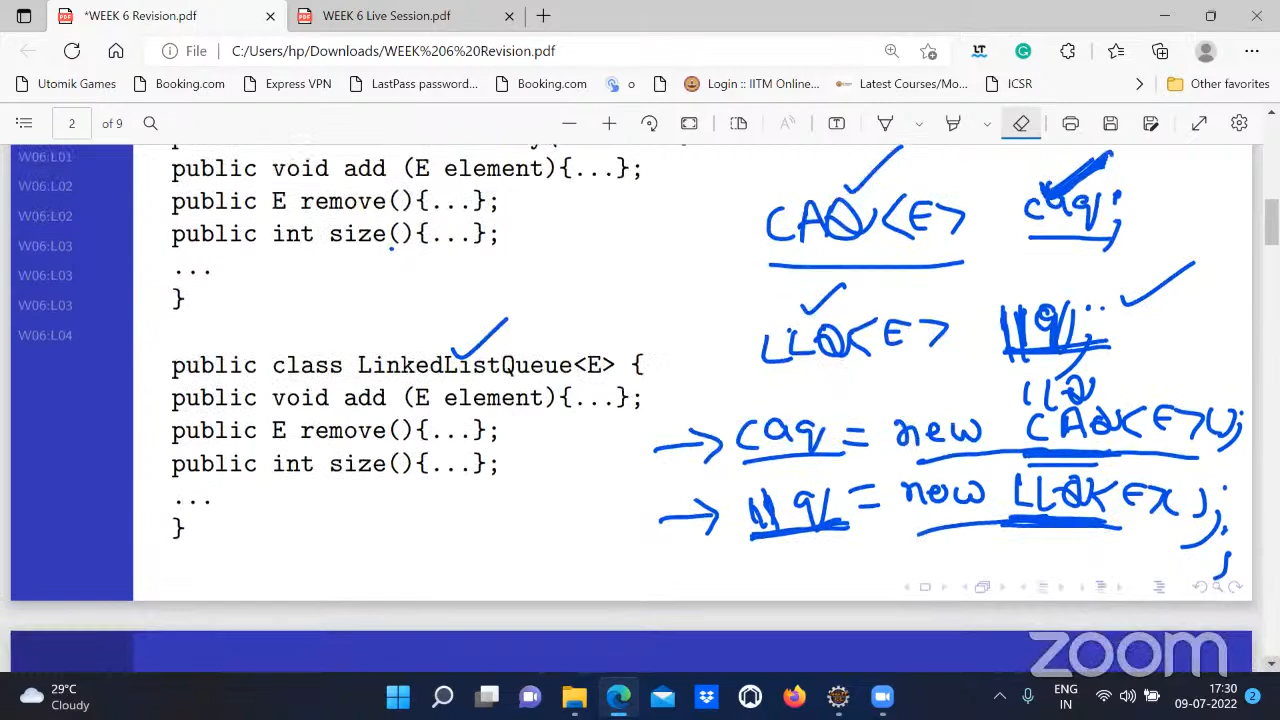 *WEEK 6 Revision.pdf
WEEK 6 Live Session.pdf
File C:/Users/hp/Downloads/WEEK%206%20Revision.pdf
Utomik Games Booking.com Express VPN LastPass password... Booking.com o IITM Online... Latest Courses/Mo... ICSR Other favorites
2 of 9
W06:L01
W06:L02
W06:L02
W06:L03
W06:L03
W06:L03
W06:L04
public void add (E element){...};
public E remove(){...};
public int size(){...};
...
}
public class LinkedListQueue<E> {
public void add (E element){...};
public E remove(){...};
public int size(){...};
...
}
CAQ<E> caq;
LLQ<E> llq;
llQ
caq = new CAQ<E>();
llq = new LLQ<E>();
zoom
29°C
Cloudy
ENG
IN
17:30
09-07-2022
2